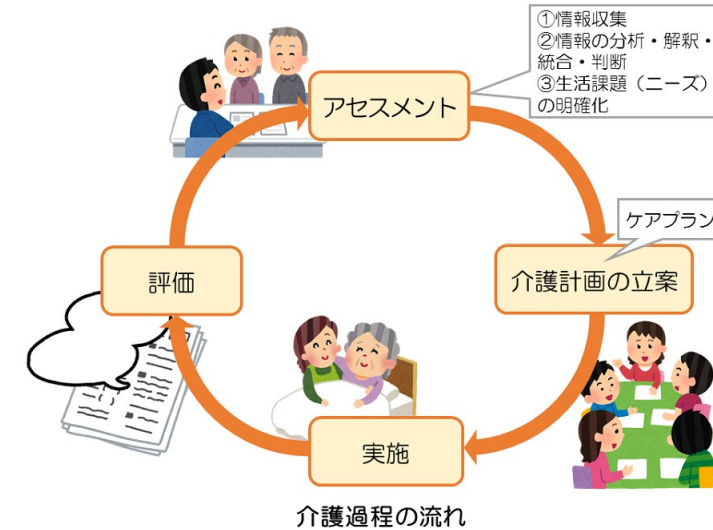 ①情報収集
②情報の分析・解釈・
統合・判断
③生活課題（ニーズ）
の明確化
アセスメント
ケアプラン
介護計画の立案
評価
実施
介護過程の流れ